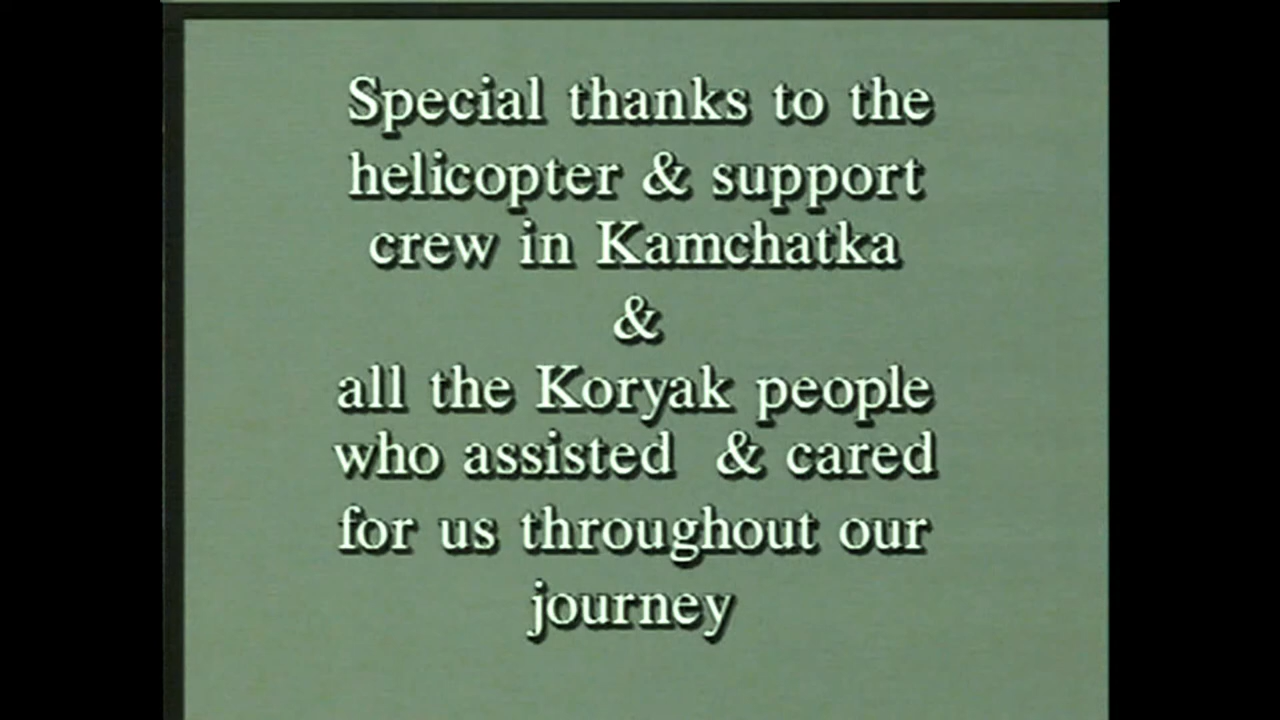 Special thanks to the
helicopter & support
crew in Kamchatka
&
all the Koryak people
who assisted & cared
for us throughout our
journey